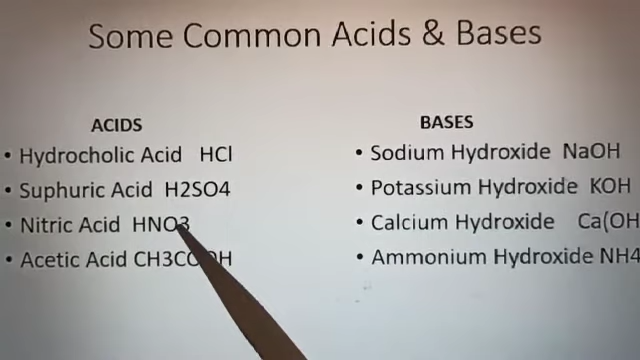 Some Common Acids & Bases
ACIDS
• Hydrocholic Acid HCl
• Suphuric Acid H2SO4
• Nitric Acid HNO3
• Acetic Acid CH3COOH
BASES
• Sodium Hydroxide NaOH
• Potassium Hydroxide KOH
• Calcium Hydroxide Ca(OH
• Ammonium Hydroxide NH4